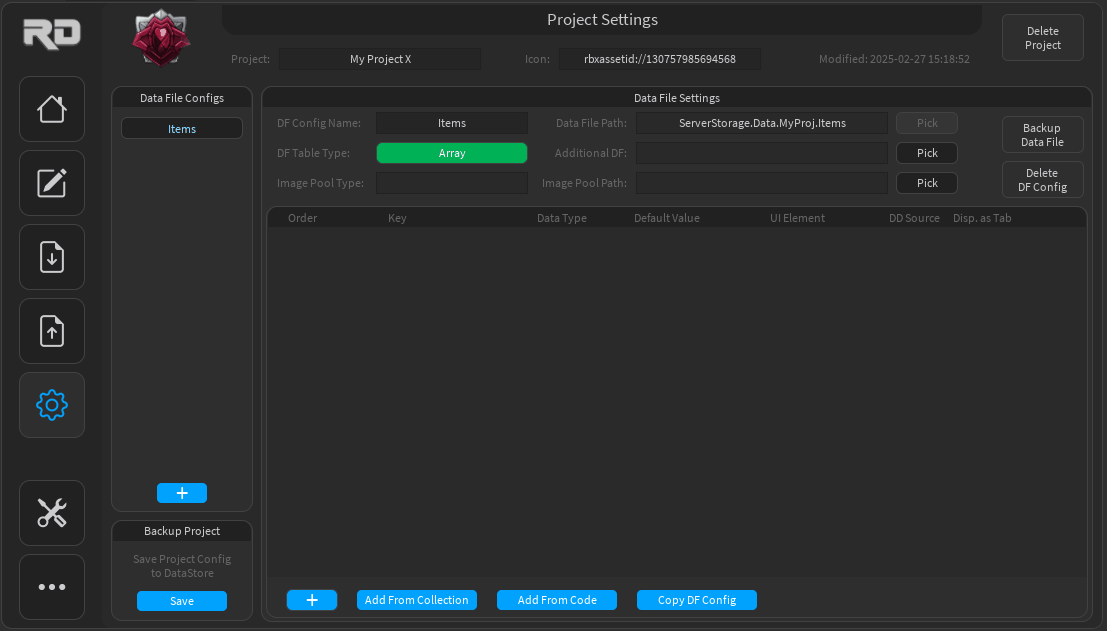 RD
Project Settings
Delete
Project
Project:
My Project X
Icon:
rbxassetid://130757985694568
Modified: 2025-02-27 15:18:52
Data File Configs
Items
Data File Settings
DF Config Name:
Items
Data File Path:
ServerStorage.Data.MyProj.Items
Pick
Backup
Data File
DF Table Type:
Array
Additional DF:
Pick
Image Pool Type:
Image Pool Path:
Pick
Delete
DF Config
Order
Key
Data Type
Default Value
UI Element
DD Source
Disp. as Tab
+
Backup Project
Save Project Config
to DataStore
Save
+
Add From Collection
Add From Code
Copy DF Config